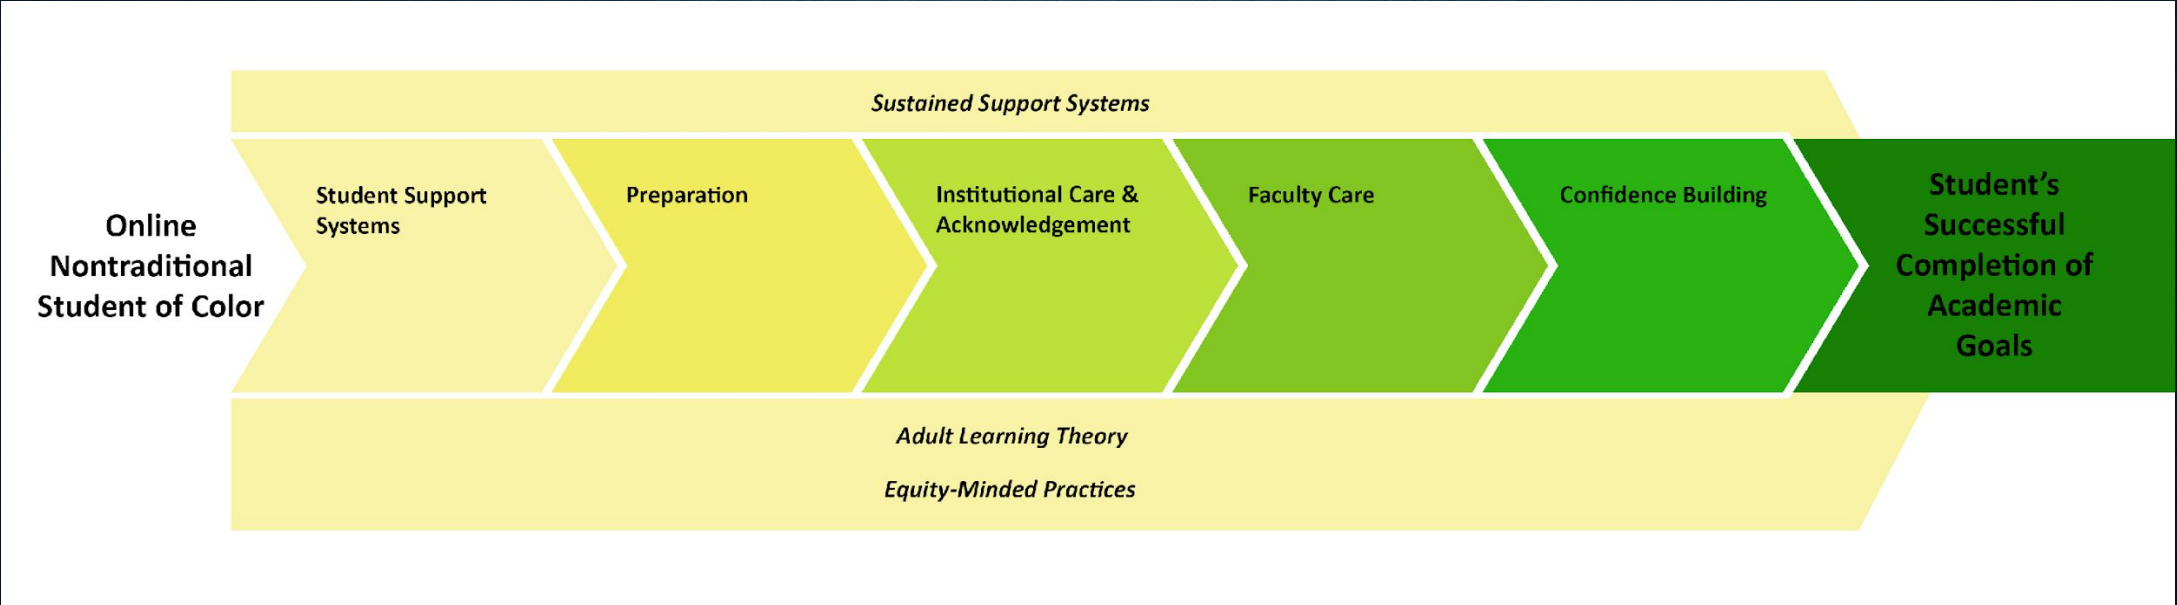 Sustained Support Systems
Online
Nontraditional
Student of Color
Student Support
Systems
Preparation
Institutional Care &
Acknowledgement
Faculty Care
Confidence Building
Student’s
Successful
Completion of
Academic
Goals
Adult Learning Theory
Equity-Minded Practices